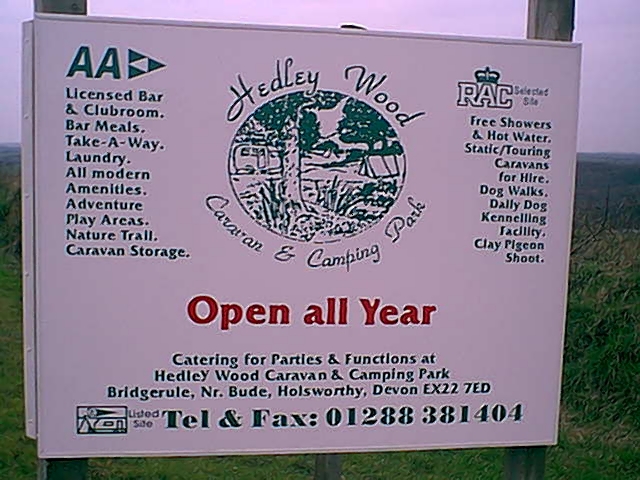 AA
Licensed Bar
& Clubroom.
Bar Meals.
Take-A-Way.
Laundry.
All modern
Amenities.
Adventure
Play Areas.
Nature Trail.
Caravan Storage.
Hedley Wood
Caravan & Camping Park
RAC Selected
Site
Free Showers
& Hot Water.
Static/Touring
Caravans
for Hire.
Dog Walks.
Daily Dog
Kennelling
Facility.
Clay Pigeon
Shoot.
Open all Year
Catering for Parties & Functions at
Hedley Wood Caravan & Camping Park
Bridgerule, Nr. Bude, Holsworthy, Devon EX22 7ED
Listed
Site
Tel & Fax: 01288 381404